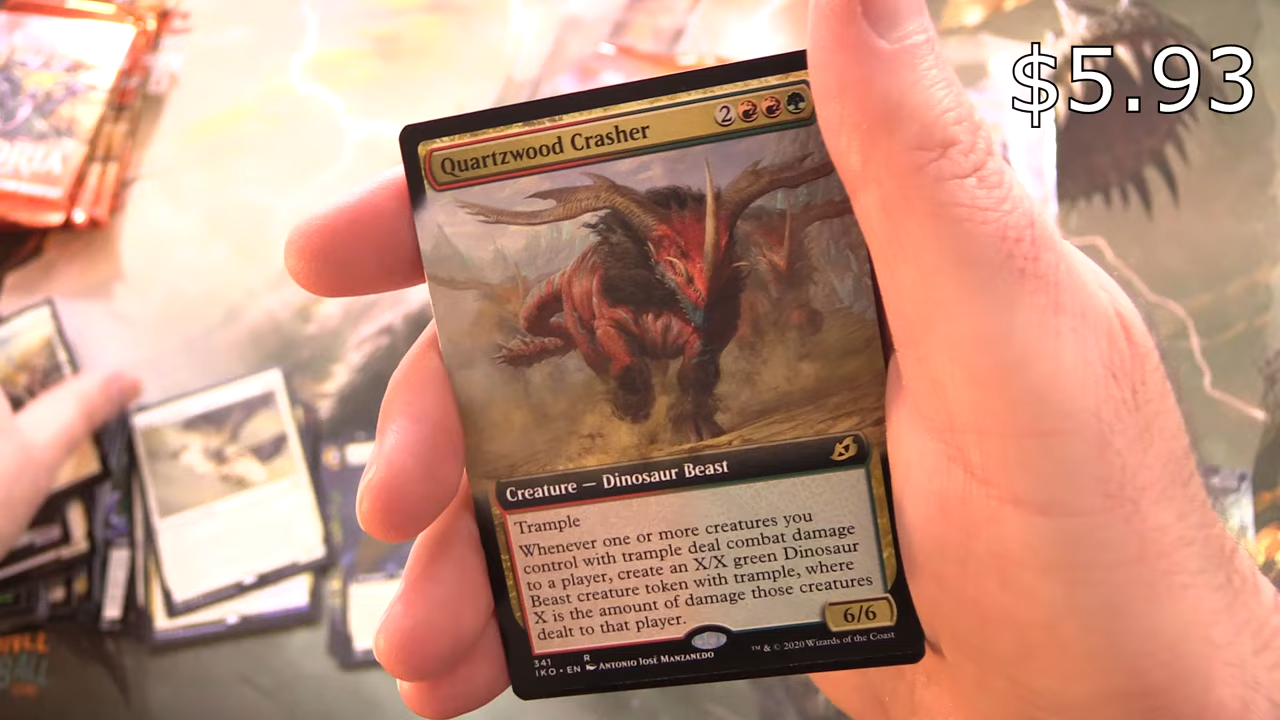 $5.93
Quartzwood Crasher
2
Creature — Dinosaur Beast
Trample
Whenever one or more creatures you
control with trample deal combat damage
to a player, create an X/X green Dinosaur
Beast creature token with trample, where
X is the amount of damage those creatures
dealt to that player.
6/6
341 R
IKO • EN Antonio José Manzanedo
™ & © 2020 Wizards of the Coast